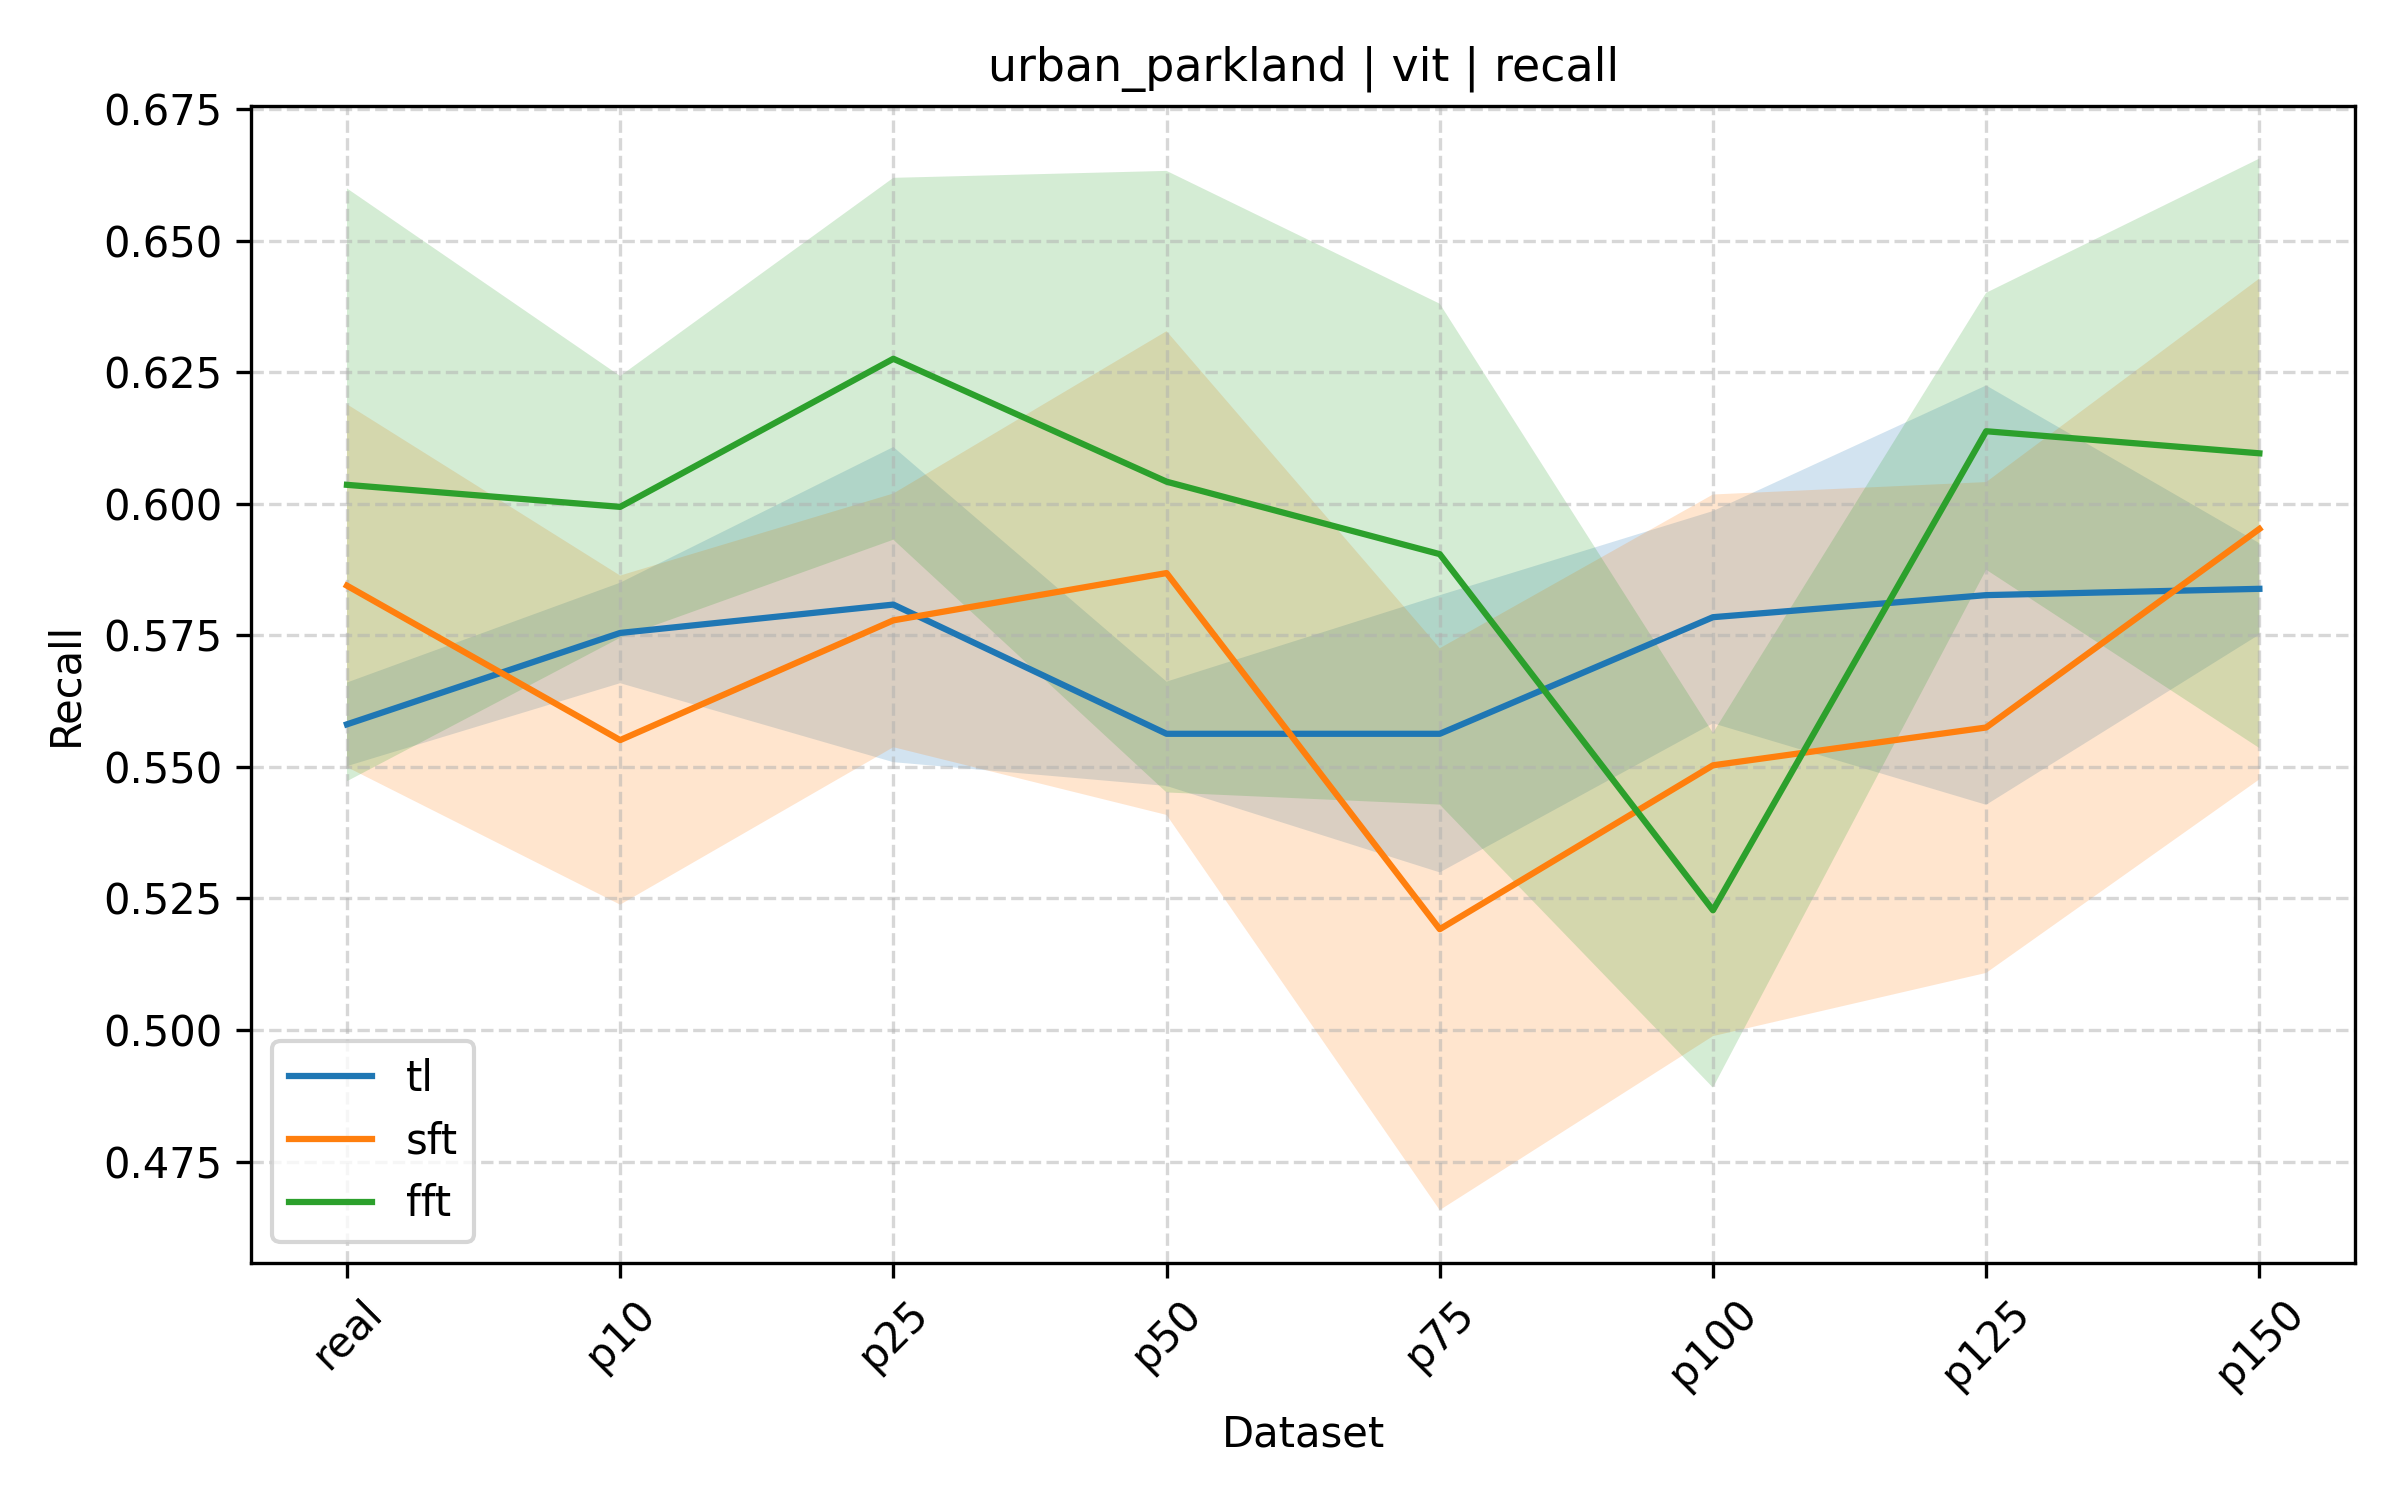 urban_parkland | vit | recall
Recall
0.675
0.650
0.625
0.600
0.575
0.550
0.525
0.500
0.475
tl
sft
fft
real
p10
p25
p50
p75
p100
p125
p150
Dataset